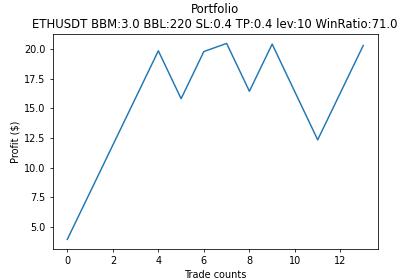 Portfolio
ETHUSDT BBM:3.0 BBL:220 SL:0.4 TP:0.4 lev:10 WinRatio:71.0
20.0
17.5
15.0
12.5
10.0
7.5
5.0
Profit ($)
0 2 4 6 8 10 12
Trade counts